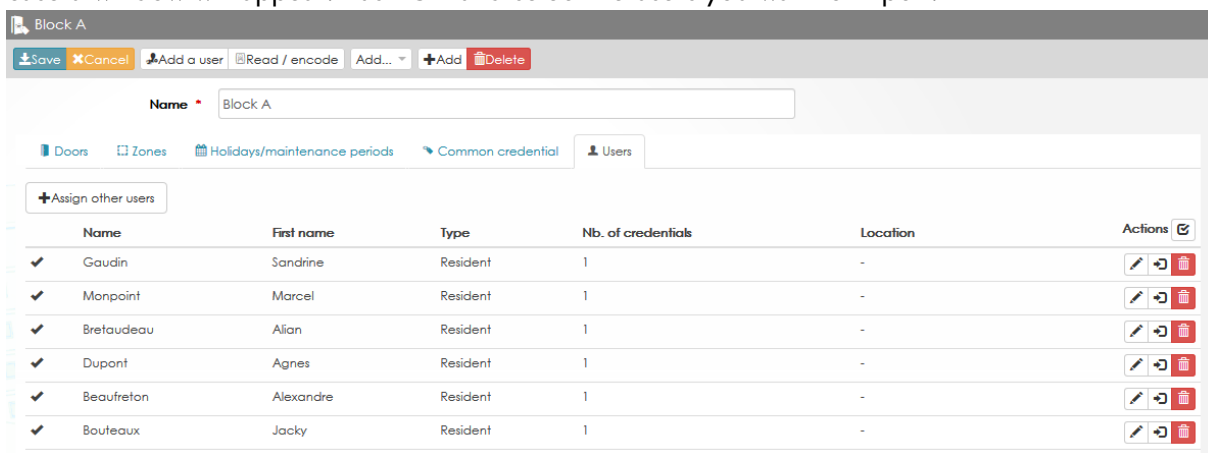 Block A
Save Cancel Add a user Read / encode Add... Add Delete
Name * Block A
Doors Zones Holidays/maintenance periods Common credential Users
Assign other users
Name First name Type Nb. of credentials Location Actions
Gaudin Sandrine Resident 1 -
Monpoint Marcel Resident 1 -
Bretaudeau Alian Resident 1 -
Dupont Agnes Resident 1 -
Beaufreton Alexandre Resident 1 -
Bouteaux Jacky Resident 1 -